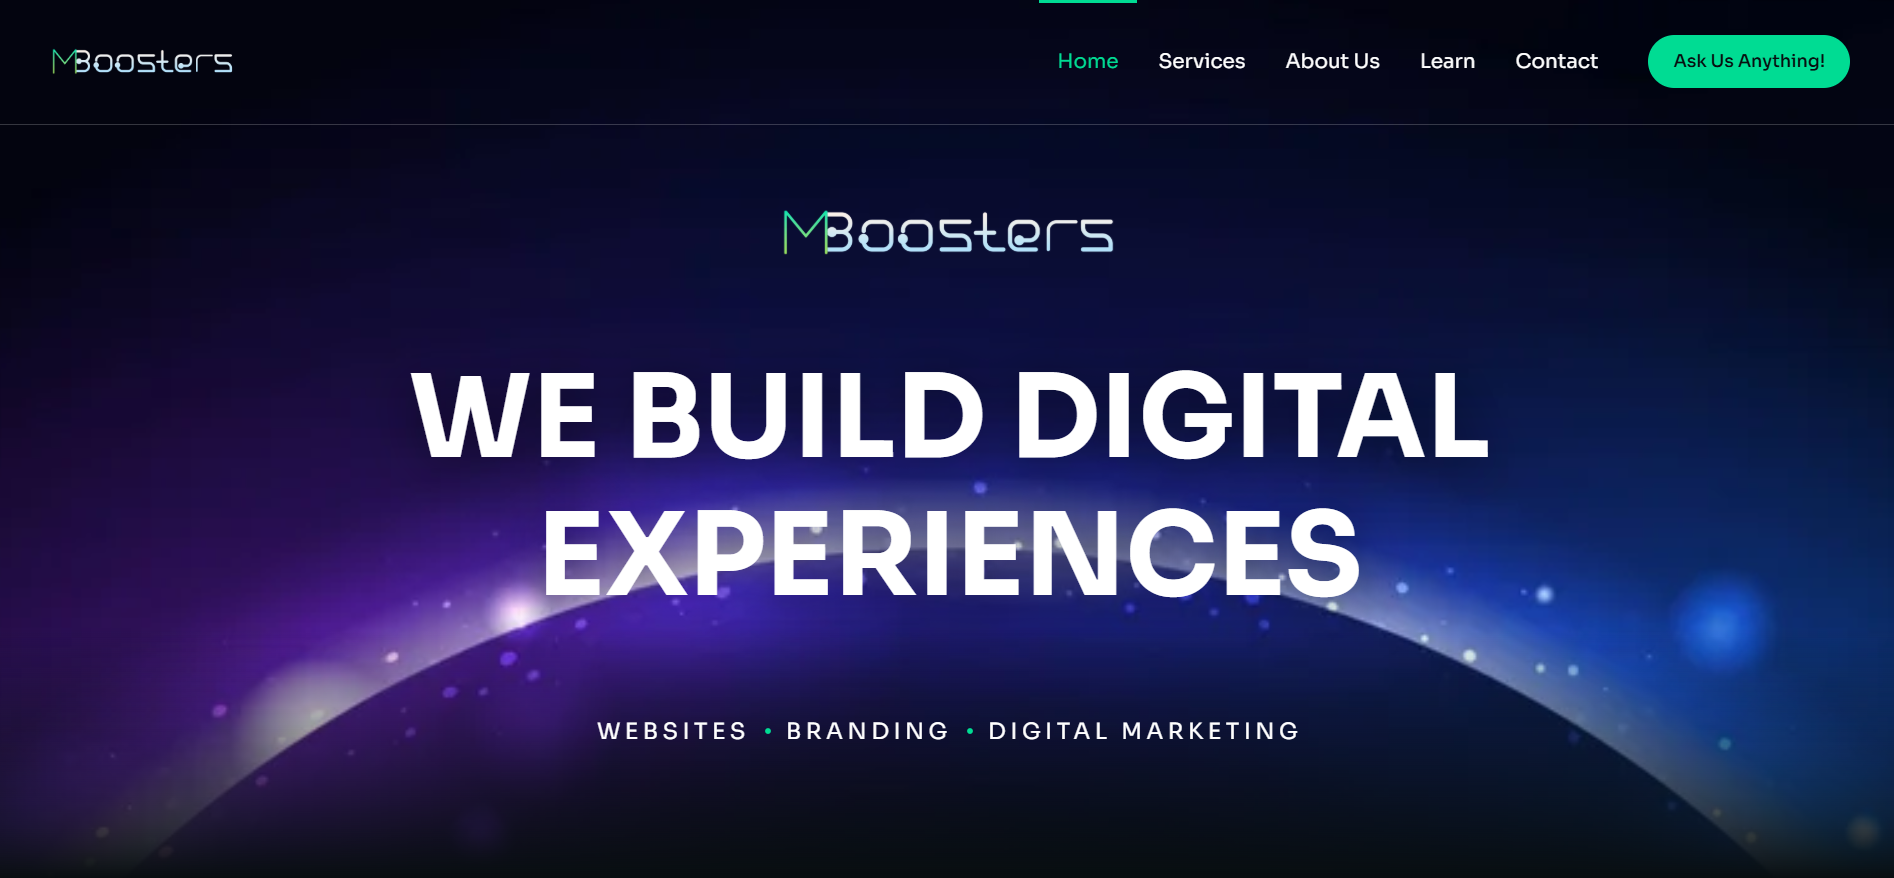 MBoosters
Home Services About Us Learn Contact Ask Us Anything!
MBoosters
WE BUILD DIGITAL
EXPERIENCES
WEBSITES • BRANDING • DIGITAL MARKETING